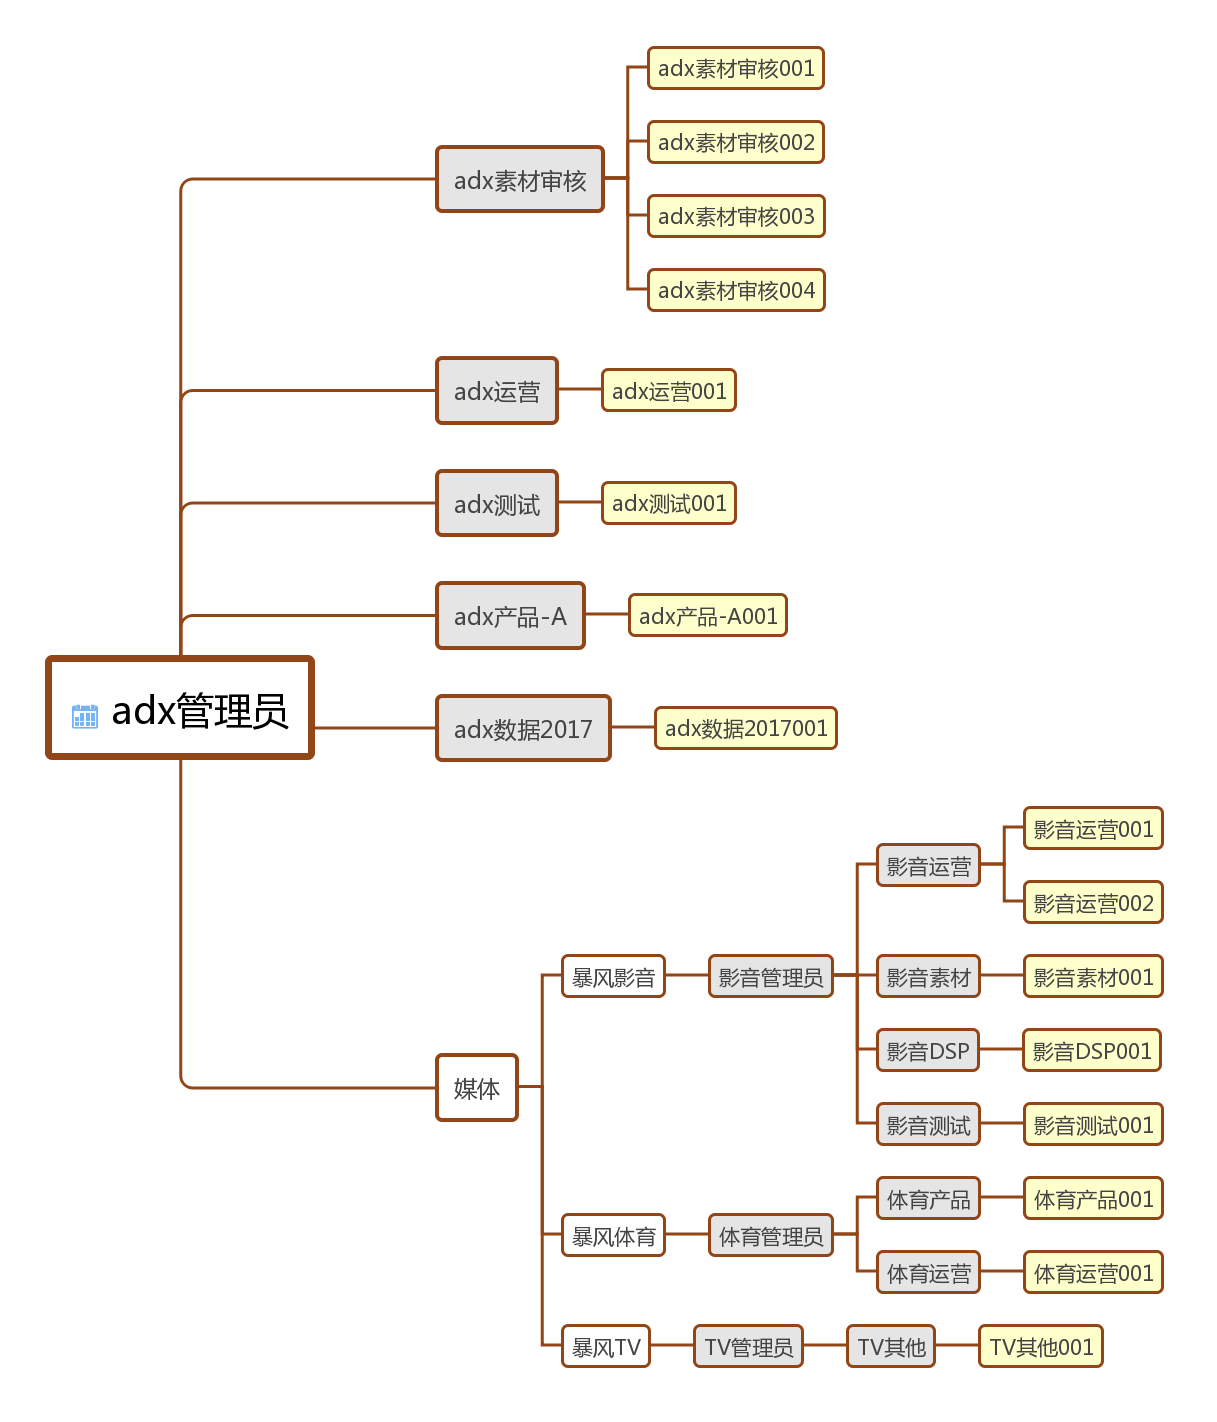 adx管理员
adx素材审核
adx素材审核001
adx素材审核002
adx素材审核003
adx素材审核004
adx运营
adx运营001
adx测试
adx测试001
adx产品-A
adx产品-A001
adx数据2017
adx数据2017001
媒体
暴风影音
影音管理员
影音运营
影音运营001
影音运营002
影音素材
影音素材001
影音DSP
影音DSP001
影音测试
影音测试001
暴风体育
体育管理员
体育产品
体育产品001
体育运营
体育运营001
暴风TV
TV管理员
TV其他
TV其他001